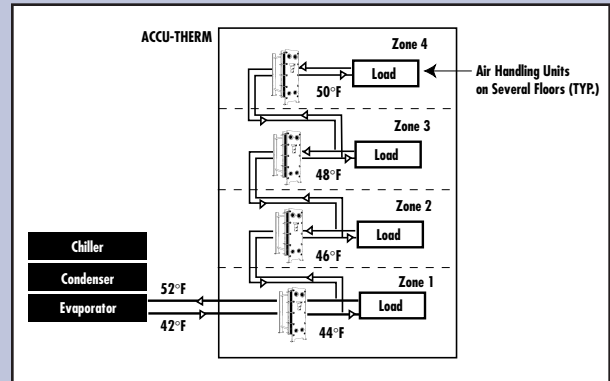 ACCU-THERM
Zone 4
Load
Air Handling Units
on Several Floors (TYP.)
50°F
Zone 3
Load
48°F
Zone 2
Load
46°F
Chiller
Condenser
Evaporator
52°F
42°F
Zone 1
Load
44°F